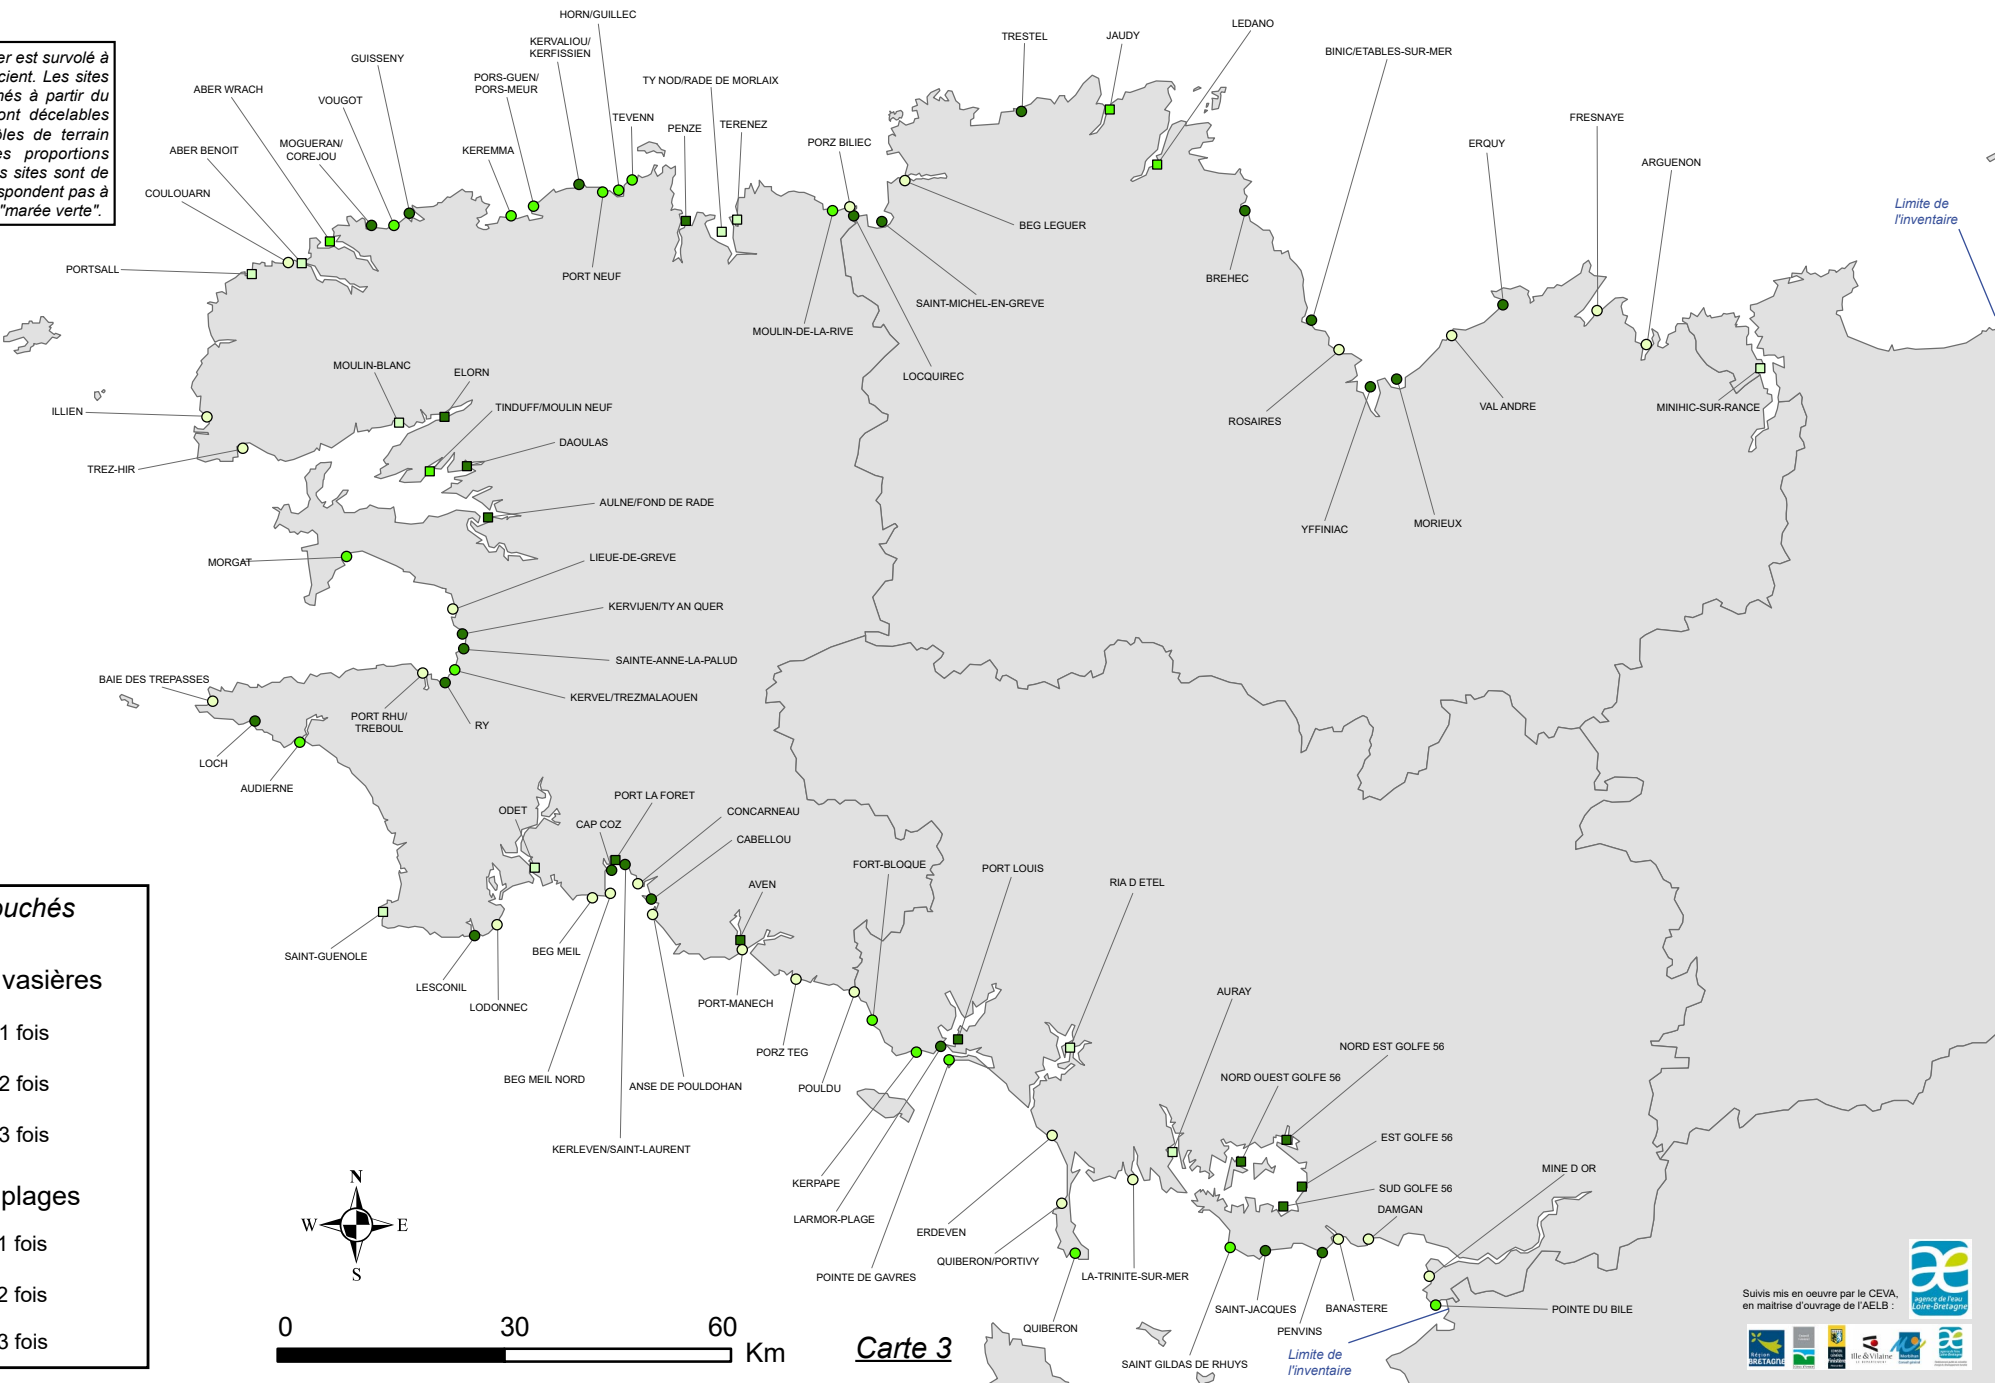 er est survolé à
cient. Les sites
hés à partir du
ont décelables
ôles de terrain
es proportions
s sites sont de
spondent pas à
"marée verte".
HORN/GUILLEC
KERVALIOU/
KERFISSIEN
GUISSENY
PORS-GUEN/
PORS-MEUR
TY NOD/RADE DE MORLAIX
ABER WRACH
VOUGOT
TEVENN
PENZE
TERENEZ
MOGUERAN/
COREJOU
ABER BENOIT
KEREMMA
COULOUARN
PORTSALL
PORT NEUF
TRESTEL
JAUDY
LEDANO
BINIC/ETABLES-SUR-MER
PORZ BILIEC
BEG LEGUER
ERQUY
FRESNAYE
ARGUENON
Limite de
l'inventaire
BREHEC
SAINT-MICHEL-EN-GREVE
MOULIN-DE-LA-RIVE
LOCQUIREC
MOULIN-BLANC
ELORN
TINDUFF/MOULIN NEUF
ILLIEN
DAOULAS
TREZ-HIR
ROSAIRES
VAL ANDRE
MINIHIC-SUR-RANCE
AULNE/FOND DE RADE
YFFINIAC
MORIEUX
MORGAT
LIEUE-DE-GREVE
KERVIJEN/TY AN QUER
SAINTE-ANNE-LA-PALUD
BAIE DES TREPASSES
KERVEL/TREZMALAOUEN
PORT RHU/
TREBOUL
RY
LOCH
AUDIERNE
ODET
PORT LA FORET
CAP COZ
CONCARNEAU
CABELLOU
FORT-BLOQUE
PORT LOUIS
AVEN
RIA D ETEL
SAINT-GUENOLE
BEG MEIL
LESCONIL
LODONNEC
PORT-MANECH
AURAY
PORZ TEG
NORD EST GOLFE 56
NORD OUEST GOLFE 56
BEG MEIL NORD
ANSE DE POULDOHAN
POULDU
KERLEVEN/SAINT-LAURENT
EST GOLFE 56
MINE D OR
KERPAPE
SUD GOLFE 56
LARMOR-PLAGE
DAMGAN
ERDEVEN
QUIBERON/PORTIVY
POINTE DE GAVRES
LA-TRINITE-SUR-MER
SAINT-JACQUES
BANASTERE
POINTE DU BILE
QUIBERON
PENVINS
SAINT GILDAS DE RHUYS
Limite de
l'inventaire
ouchés
vasières
1 fois
2 fois
3 fois
plages
1 fois
2 fois
3 fois
N
W E
S
0 30 60
Km
Carte 3
Suivis mis en oeuvre par le CEVA,
en maitrise d'ouvrage de l'AELB :
agence de l'eau
Loire-Bretagne
Région
BRETAGNE
Ille & Vilaine